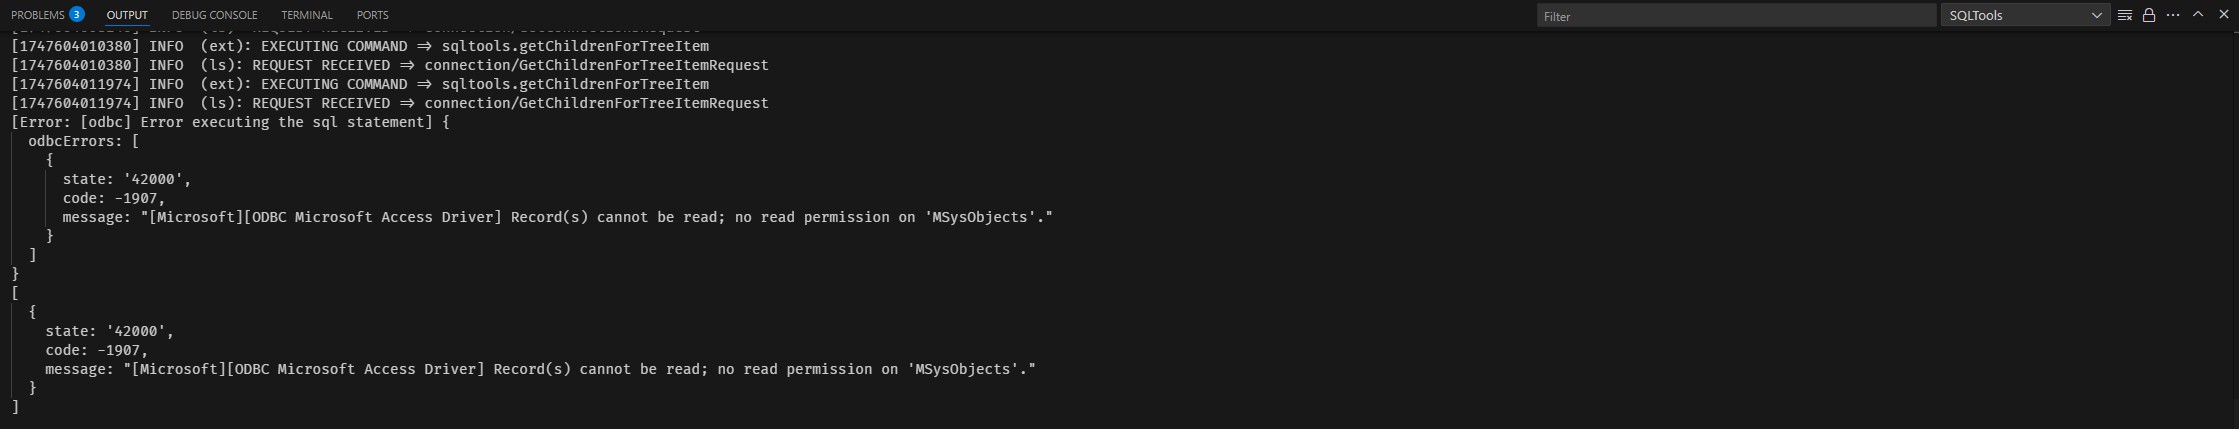 PROBLEMS 3 OUTPUT DEBUG CONSOLE TERMINAL PORTS Filter SQLTools
[1747604010380] INFO  (ext): EXECUTING COMMAND => sqltools.getChildrenForTreeItem
[1747604010380] INFO  (ls): REQUEST RECEIVED => connection/GetChildrenForTreeItemRequest
[1747604011974] INFO  (ext): EXECUTING COMMAND => sqltools.getChildrenForTreeItem
[1747604011974] INFO  (ls): REQUEST RECEIVED => connection/GetChildrenForTreeItemRequest
[Error: [odbc] Error executing the sql statement] {
  odbcErrors: [
    {
      state: '42000',
      code: -1907,
      message: "[Microsoft][ODBC Microsoft Access Driver] Record(s) cannot be read; no read permission on 'MSysObjects'."
    }
  ]
}
[
  {
    state: '42000',
    code: -1907,
    message: "[Microsoft][ODBC Microsoft Access Driver] Record(s) cannot be read; no read permission on 'MSysObjects'."
  }
]